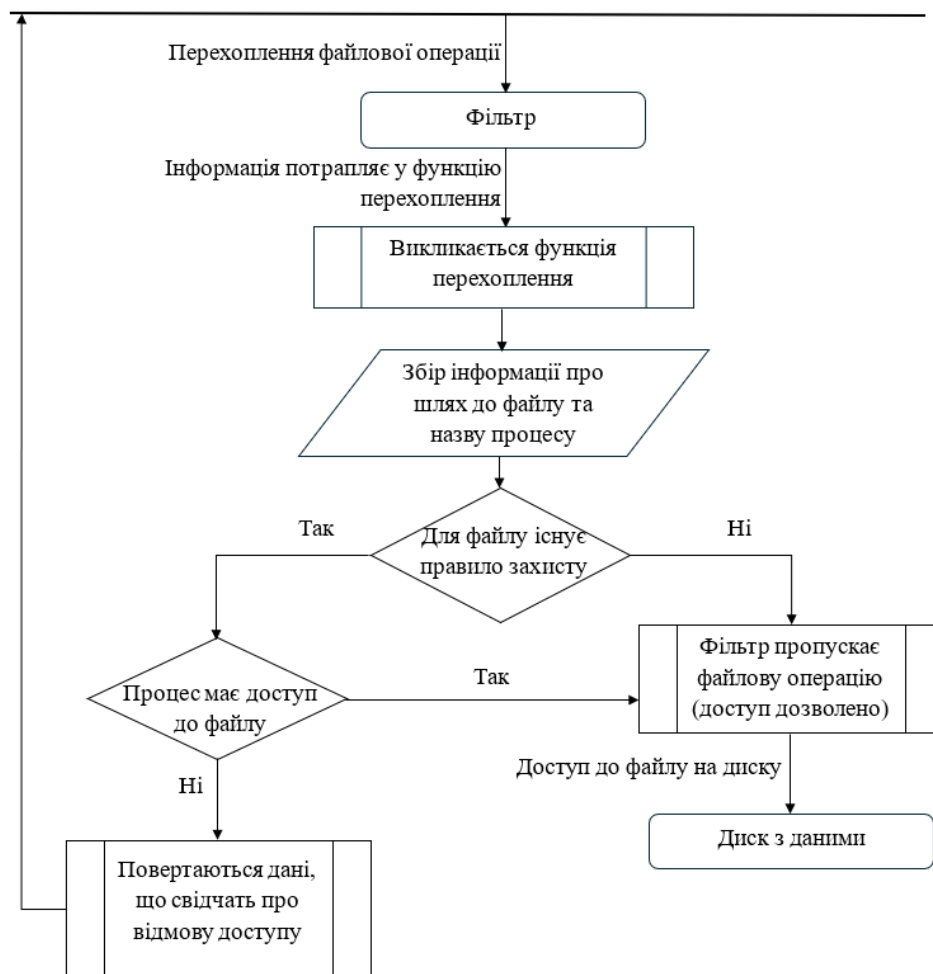 Перехоплення файлової операції
Фільтр
Інформація потрапляє у функцію
перехоплення
Викликається функція
перехоплення
Збір інформації про
шлях до файлу та
назву процесу
Так
Ні
Для файлу існує
правило захисту
Фільтр пропускає
файлову операцію
(доступ дозволено)
Процес має доступ
до файлу
Так
Доступ до файлу на диску
Ні
Диск з даними
Повертаються дані,
що свідчать про
відмову доступу